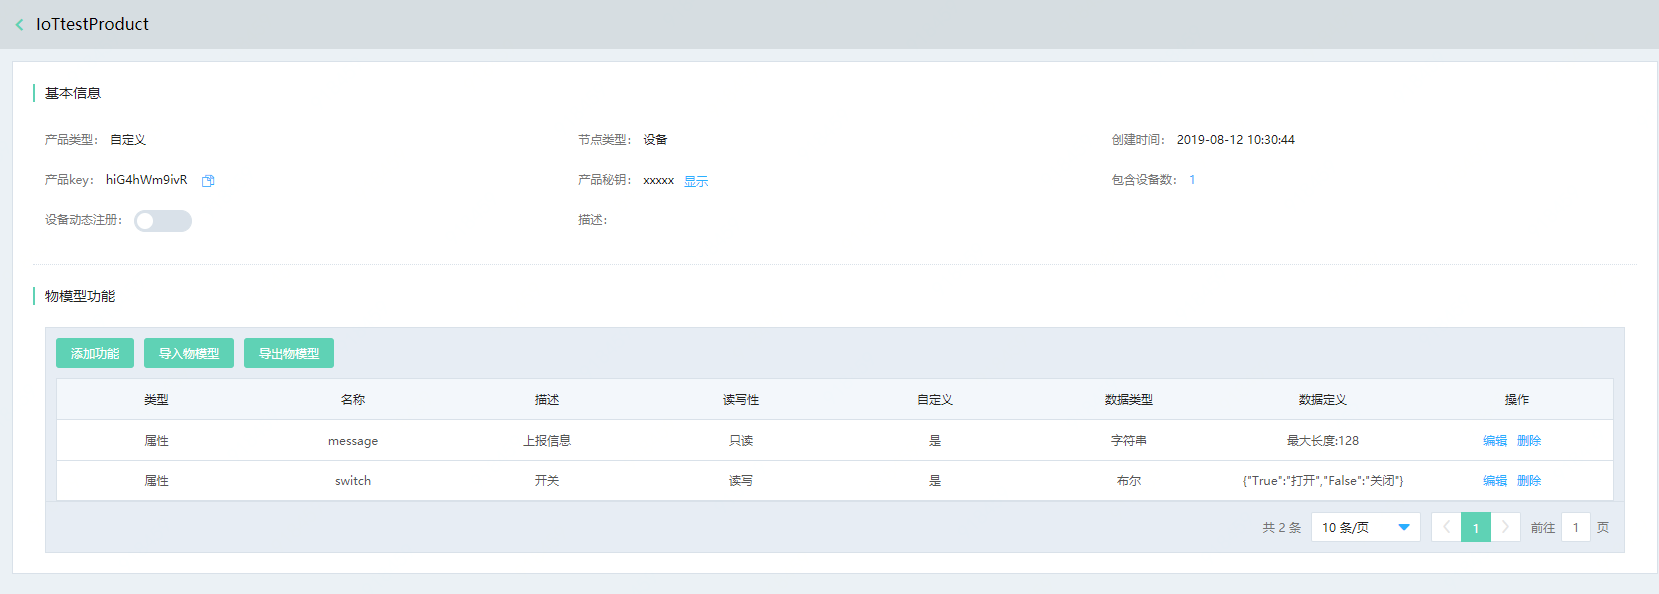 IoTtestProduct
基本信息
产品类型： 自定义 节点类型： 设备 创建时间： 2019-08-12 10:30:44
产品key： hiG4hWm9ivR 产品秘钥： xxxxx 显示 包含设备数： 1
设备动态注册： 描述：
物模型功能
添加功能 导入物模型 导出物模型
类型 名称 描述 读写性 自定义 数据类型 数据定义 操作
属性 message 上报信息 只读 是 字符串 最大长度:128 编辑 删除
属性 switch 开关 读写 是 布尔 {"True":"打开","False":"关闭"} 编辑 删除
共 2 条 10 条/页 1 前往 1 页